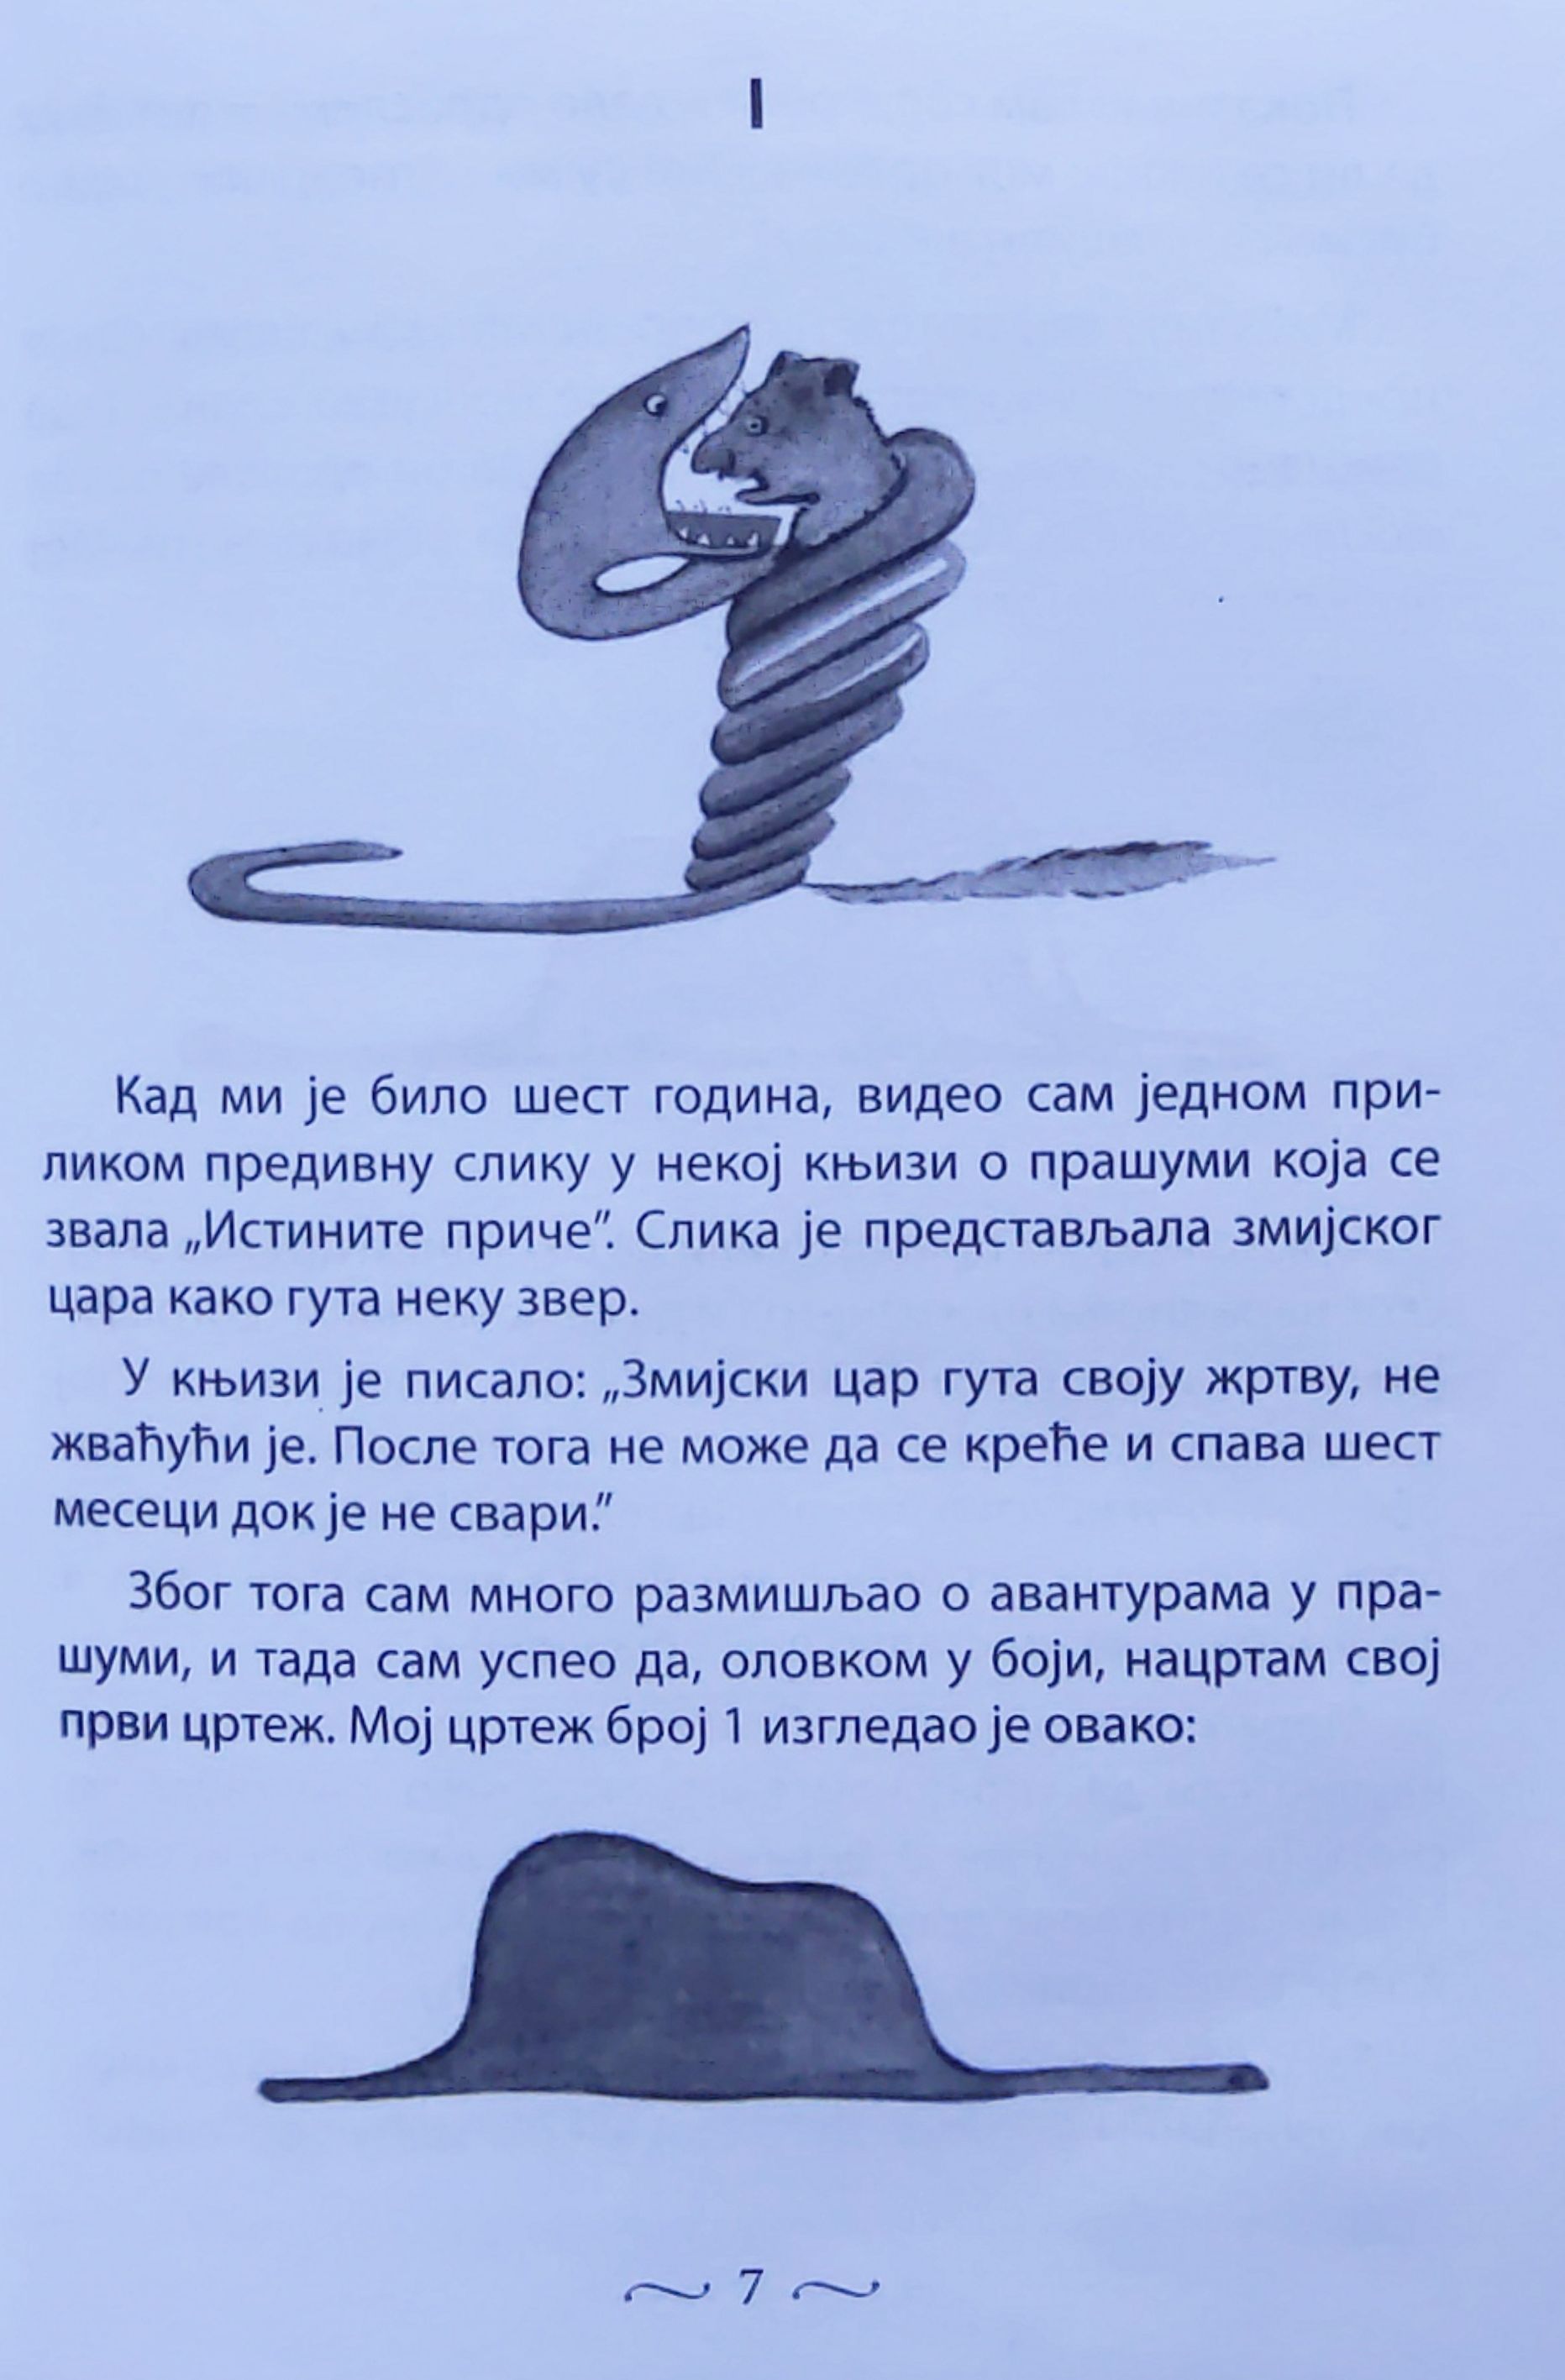 I
Кад ми је било шест година, видео сам једном при-
ликом предивну слику у некој књизи о прашуми која се
звала „Истините приче”. Слика је представљала змијског
цара како гута неку звер.
У књизи је писало: „Змијски цар гута своју жртву, не
жваћући је. После тога не може да се креће и спава шест
месеци док је не свари.”
Због тога сам много размишљао о авантурама у пра-
шуми, и тада сам успео да, оловком у боји, нацртам свој
први цртеж. Мој цртеж број 1 изгледао је овако:
7